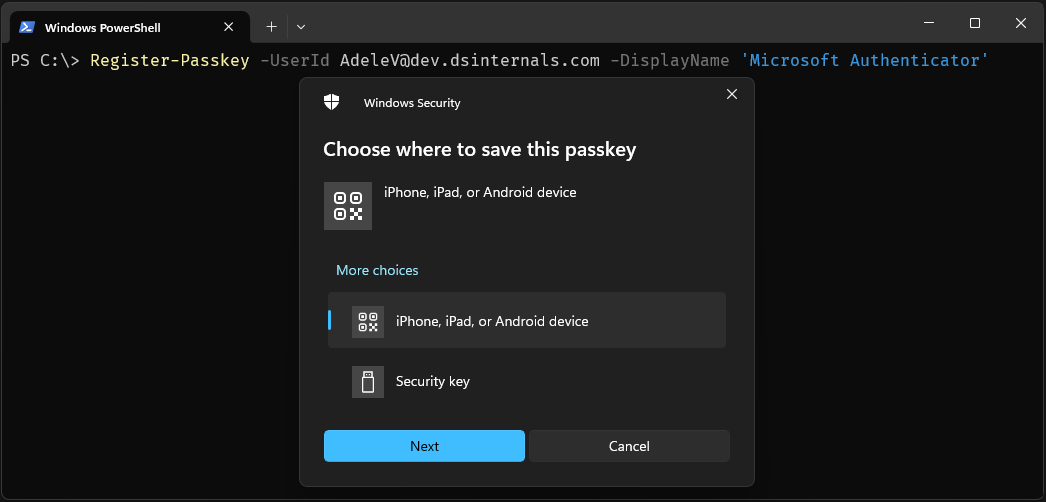 Windows PowerShell
PS C:\> Register-Passkey -UserId AdeleV@dev.dsinternals.com -DisplayName 'Microsoft Authenticator'
Windows Security
Choose where to save this passkey
iPhone, iPad, or Android device
More choices
iPhone, iPad, or Android device
Security key
Next Cancel